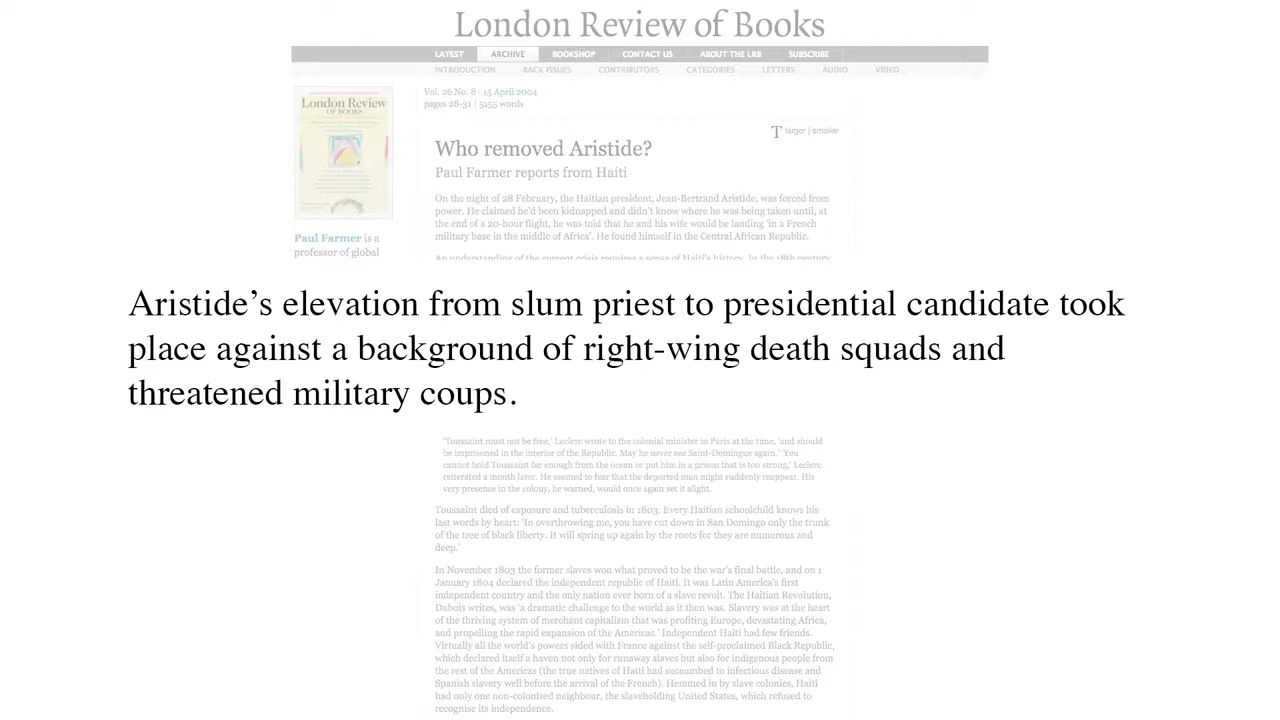 London Review of Books
LATEST ARCHIVE BOOKSHOP CONTACT US ABOUT THE LRB SUBSCRIBE
INTRODUCTION BACK ISSUES CONTRIBUTORS CATEGORIES LETTERS AUDIO VIDEO
London Review
OF BOOKS
Paul Farmer is a
professor of global
Vol. 26 No. 8 · 15 April 2004
pages 28-31 | 5155 words
T larger | smaller
Who removed Aristide?
Paul Farmer reports from Haiti
On the night of 28 February, the Haitian president, Jean-Bertrand Aristide, was forced from
power. He claimed he'd been kidnapped and didn't know where he was being taken until, at
the end of a 20-hour flight, he was told that he and his wife would be landing 'in a French
military base in the middle of Africa'. He found himself in the Central African Republic.
An understanding of the current crisis requires a sense of Haiti's history. In the 18th century
Aristide’s elevation from slum priest to presidential candidate took
place against a background of right-wing death squads and
threatened military coups.
'Toussaint must not be free,' Leclerc wrote to the colonial minister in Paris at the time, 'and should
be imprisoned in the interior of the Republic. May he never see Saint-Domingue again.' 'You
cannot hold Toussaint far enough from the ocean or put him in a prison that is too strong,' Leclerc
reiterated a month later. He seemed to fear that the deported man might suddenly reappear. His
very presence in the colony, he warned, would once again set it alight.
Toussaint died of exposure and tuberculosis in 1803. Every Haitian schoolchild knows his
last words by heart: 'In overthrowing me, you have cut down in San Domingo only the trunk
of the tree of black liberty. It will spring up again by the roots for they are numerous and
deep.'
In November 1803 the former slaves won what proved to be the war's final battle, and on 1
January 1804 declared the independent republic of Haiti. It was Latin America's first
independent country and the only nation ever born of a slave revolt. The Haitian Revolution,
Dubois writes, was 'a dramatic challenge to the world as it then was. Slavery was at the heart
of the thriving system of merchant capitalism that was profiting Europe, devastating Africa,
and propelling the rapid expansion of the Americas.' Independent Haiti had few friends.
Virtually all the world's powers sided with France against the self-proclaimed Black Republic,
which declared itself a haven not only for runaway slaves but also for indigenous people from
the rest of the Americas (the true natives of Haiti had succumbed to infectious disease and
Spanish slavery well before the arrival of the French). Hemmed in by slave colonies, Haiti
had only one non-colonised neighbour, the slaveholding United States, which refused to
recognise its independence.